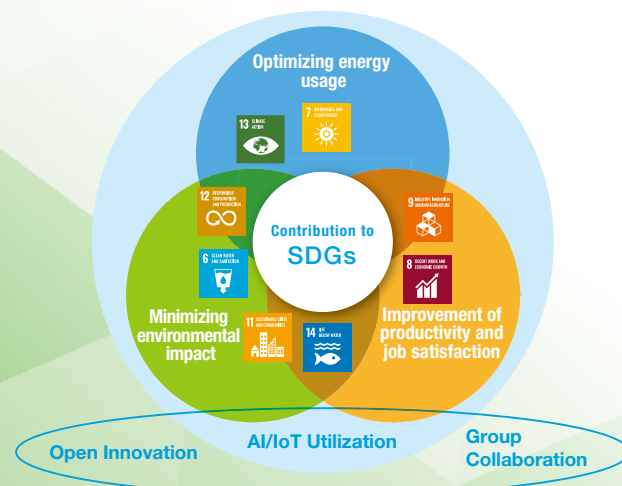 Optimizing energy
usage
13 CLIMATE
ACTION
7 AFFORDABLE AND
CLEAN ENERGY
12 RESPONSIBLE
CONSUMPTION
AND PRODUCTION
9 INDUSTRY, INNOVATION
AND INFRASTRUCTURE
Contribution to
SDGs
6 CLEAN WATER
AND SANITATION
8 DECENT WORK AND
ECONOMIC GROWTH
Minimizing
environmental
impact
11 SUSTAINABLE CITIES
AND COMMUNITIES
14 LIFE
BELOW WATER
Improvement of
productivity and
job satisfaction
Open Innovation
AI/IoT Utilization
Group
Collaboration